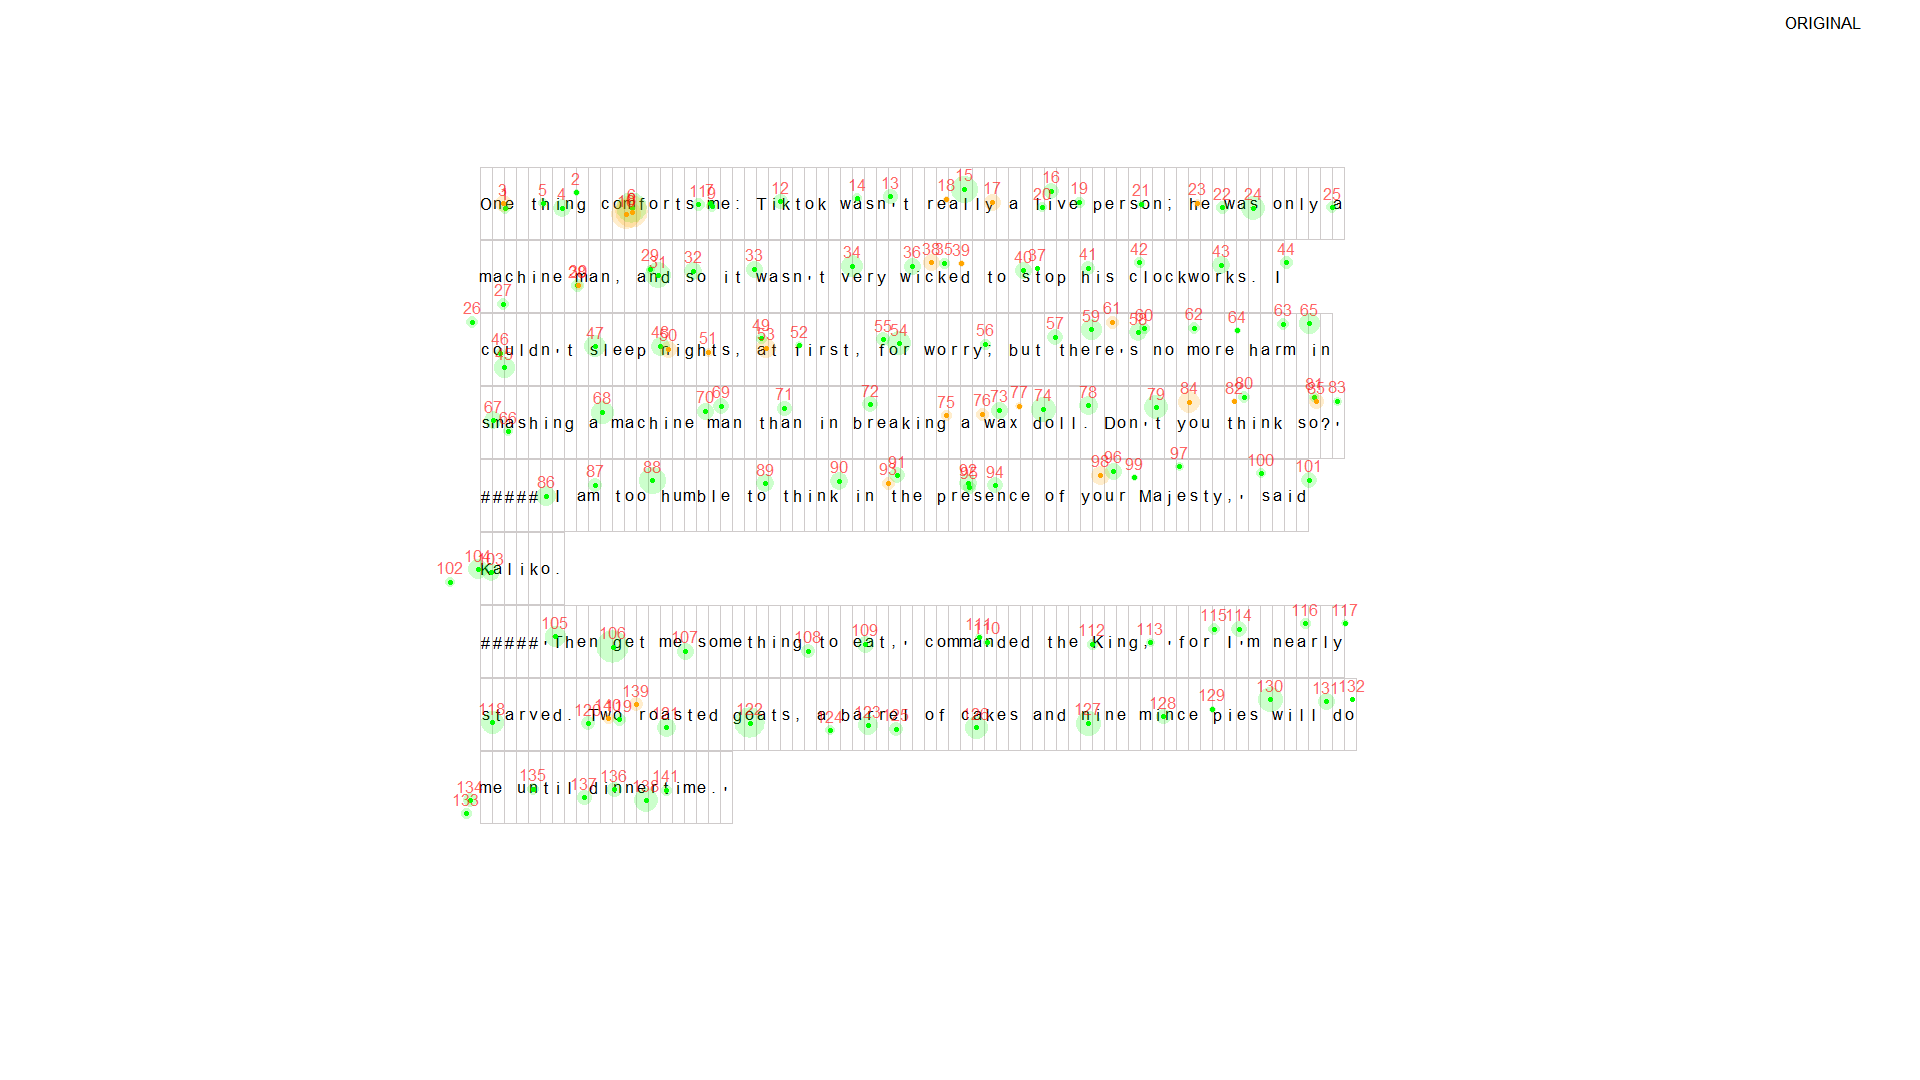 ORIGINAL
One thing comforts me: Tiktok wasn't really a live person; he was only a
machine man, and so it wasn't very wicked to stop his clockworks. I
couldn't sleep nights, at first, for worry; but there's no more harm in
smashing a machine man than in breaking a wax doll. Don't you think so?'
#####'I am too humble to think in the presence of your Majesty,' said
Kaliko.
#####'Then get me something to eat,' commanded the King, 'for I'm nearly
starved. Two roasted goats, a barrel of cakes and nine mince pies will do
me until dinnertime.'